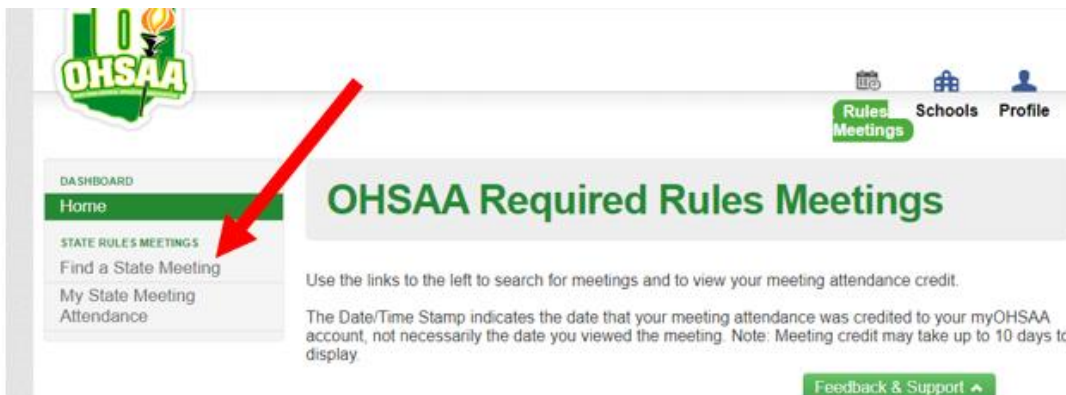 OHSAA
Rules
Meetings
Schools
Profile
DASHBOARD
Home
STATE RULES MEETINGS
Find a State Meeting
My State Meeting
Attendance
OHSAA Required Rules Meetings
Use the links to the left to search for meetings and to view your meeting attendance credit.
The Date/Time Stamp indicates the date that your meeting attendance was credited to your myOHSAA
account, not necessarily the date you viewed the meeting. Note: Meeting credit may take up to 10 days to
display.
Feedback & Support